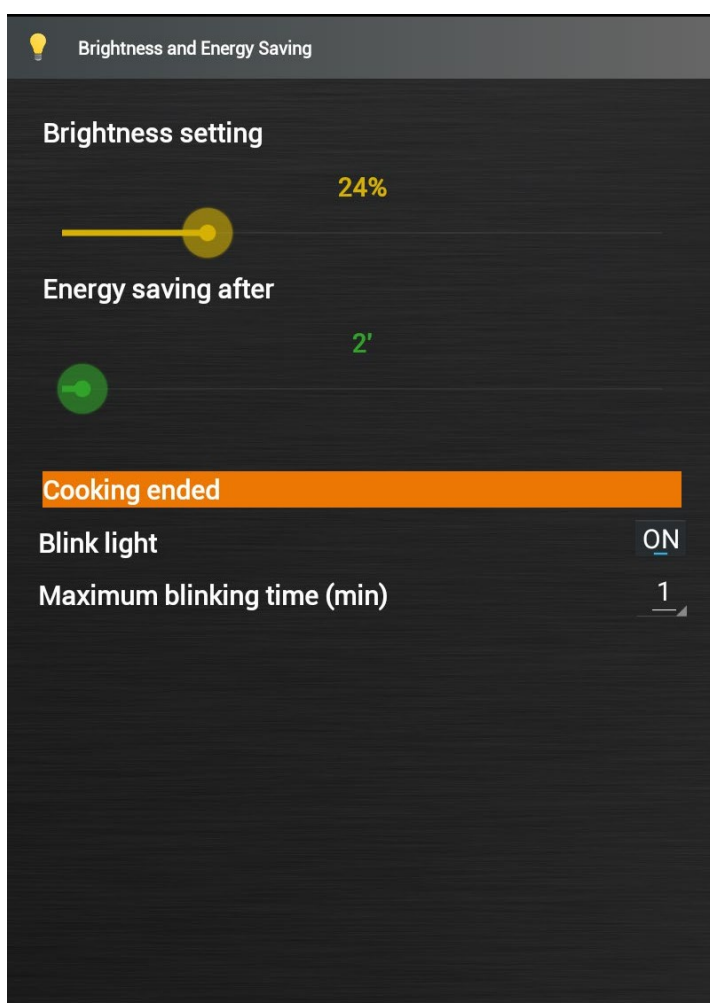 Brightness and Energy Saving
Brightness setting
24%
Energy saving after
2'
Cooking ended
Blink light ON
Maximum blinking time (min) 1